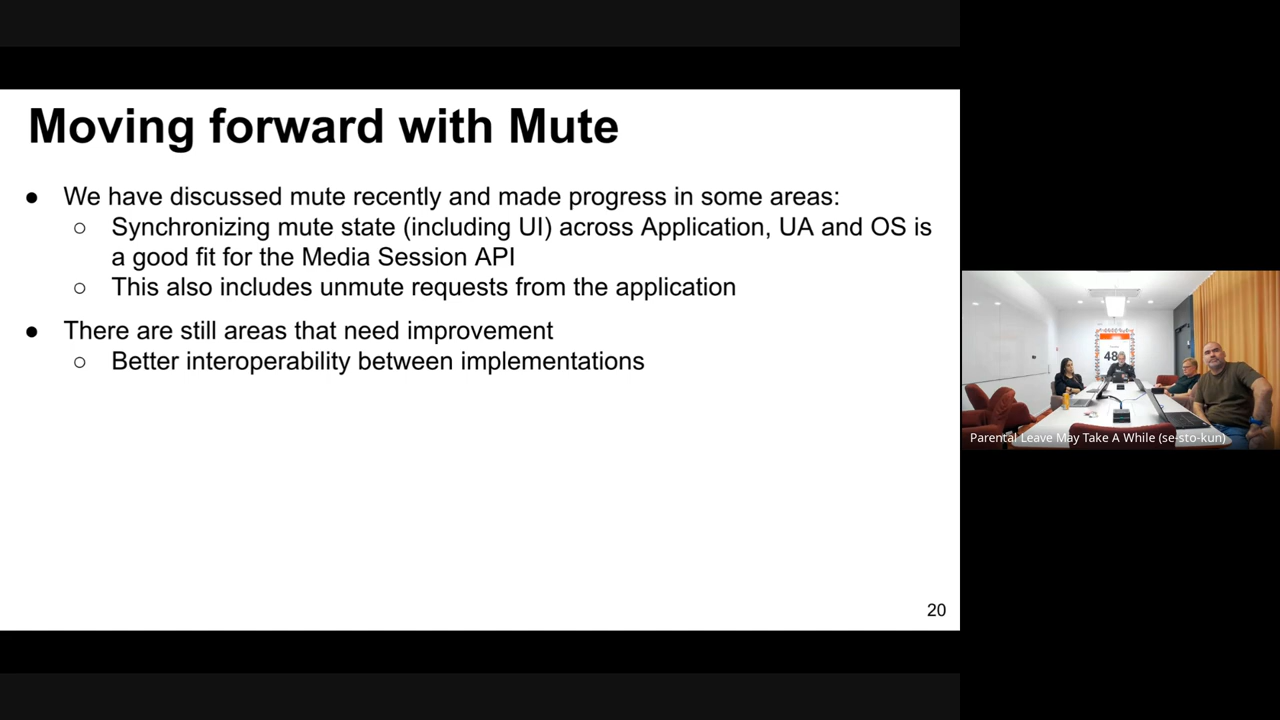 Moving forward with Mute
● We have discussed mute recently and made progress in some areas:
○ Synchronizing mute state (including UI) across Application, UA and OS is
a good fit for the Media Session API
○ This also includes unmute requests from the application
● There are still areas that need improvement
○ Better interoperability between implementations
20
48
Parental Leave May Take A While (se-sto-kun)